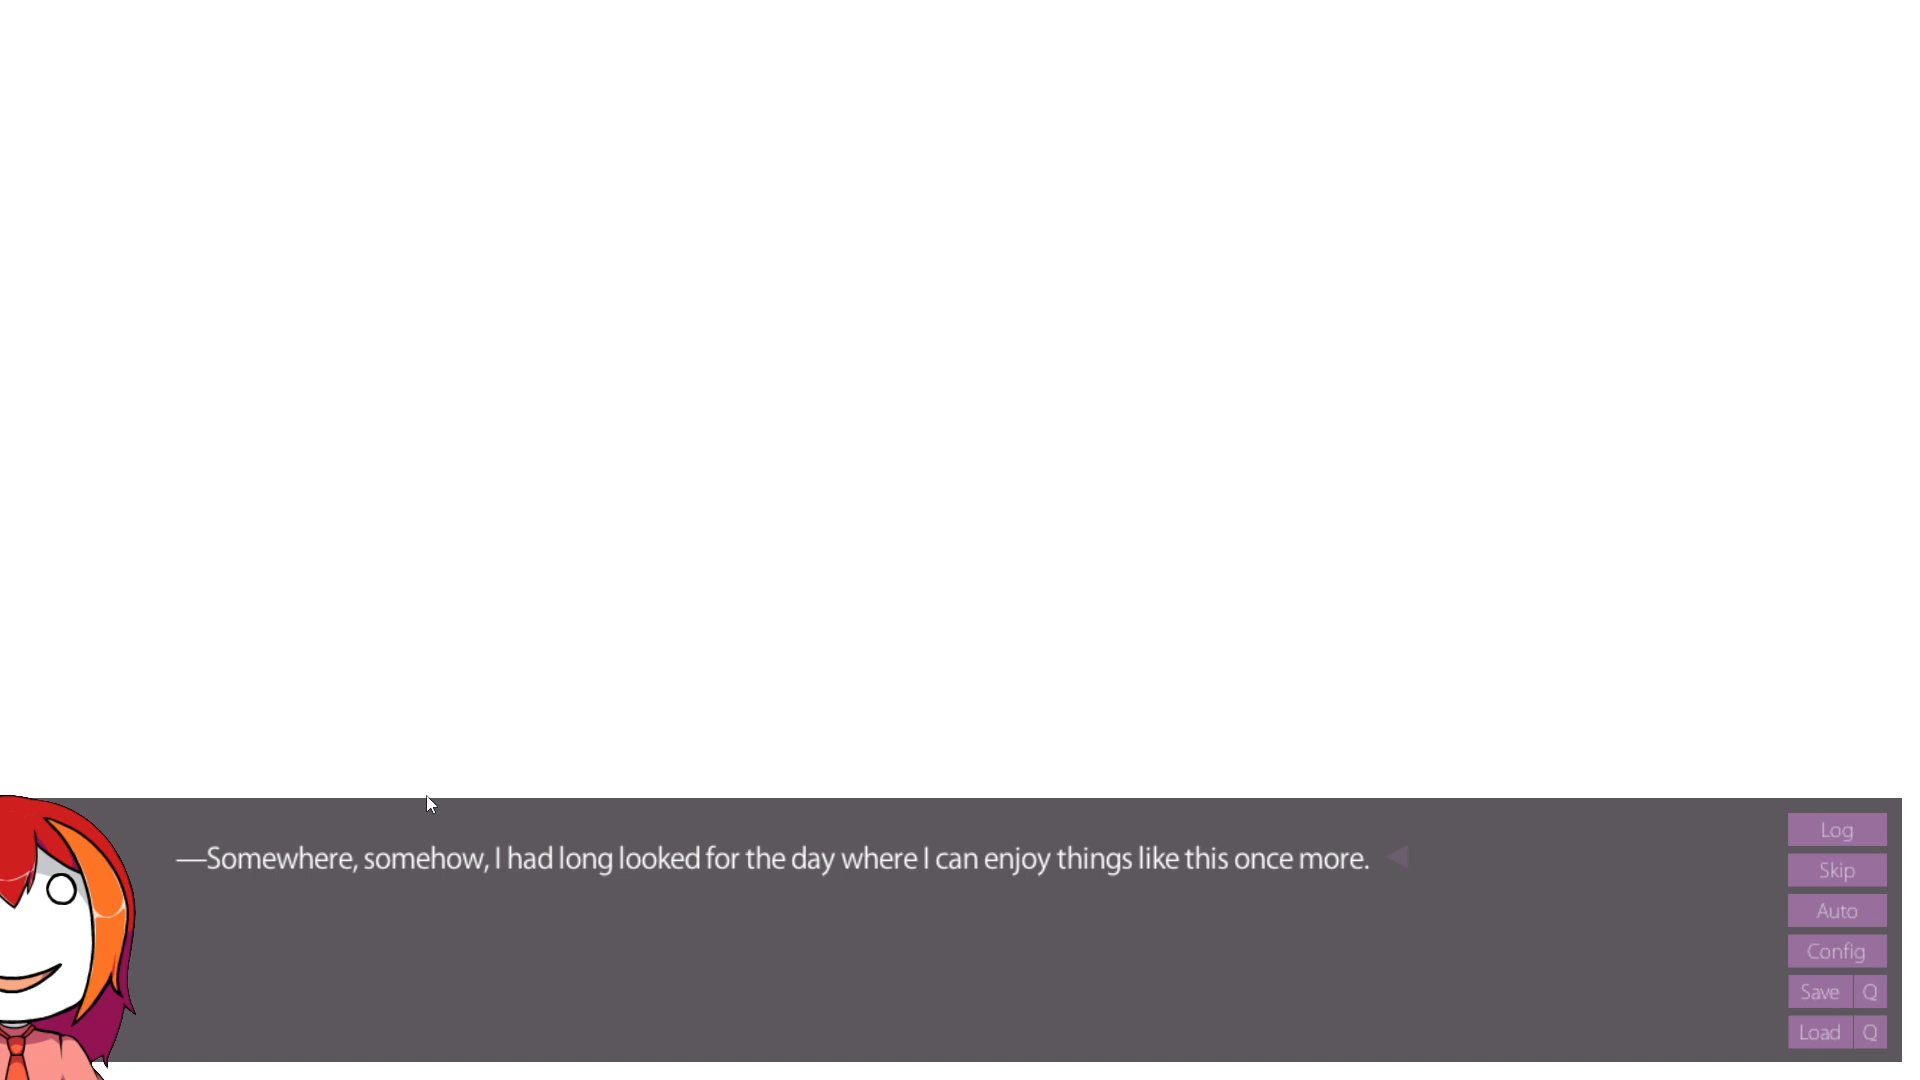 —Somewhere, somehow, I had long looked for the day where I can enjoy things like this once more.
Log
Skip
Auto
Config
Save Q
Load Q